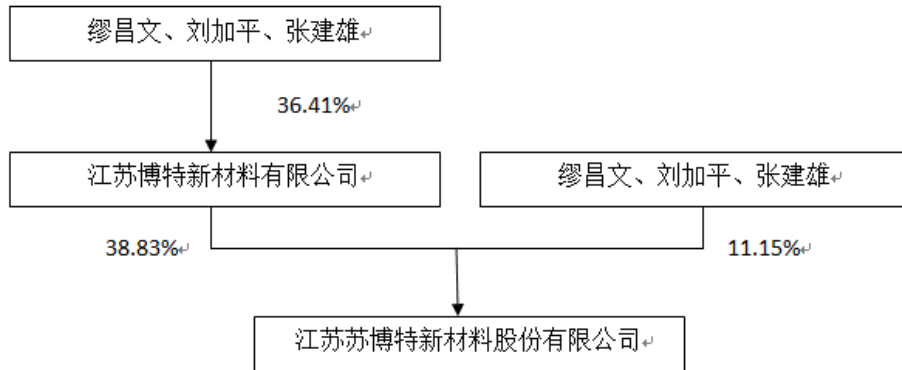 缪昌文、刘加平、张建雄
36.41%
江苏博特新材料有限公司
缪昌文、刘加平、张建雄
38.83%
11.15%
江苏苏博特新材料股份有限公司